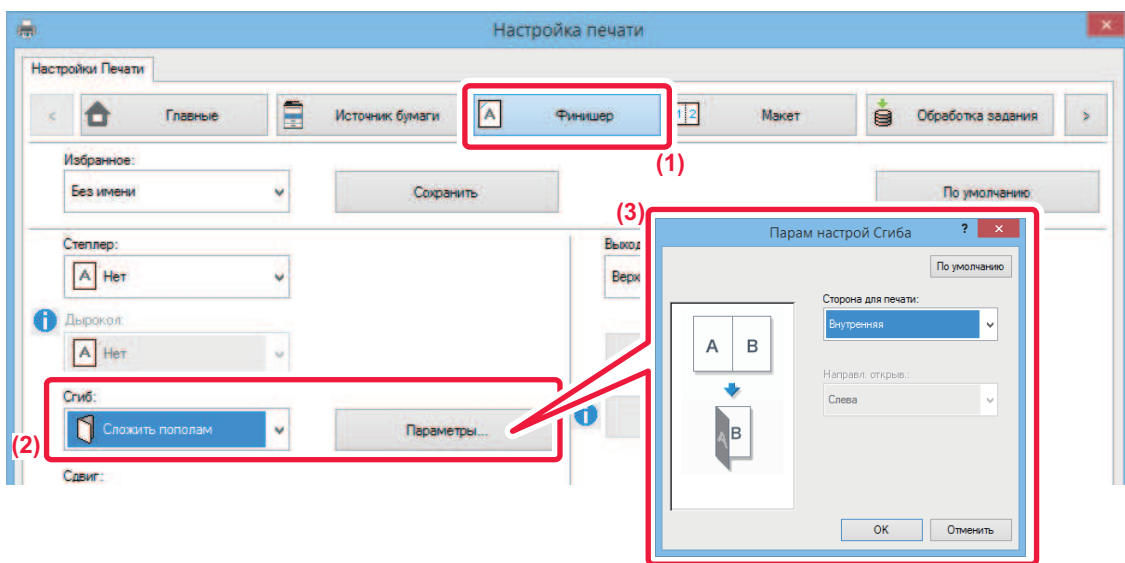 Настройка печати
Настройки Печати
< Главные Источник бумаги A Финишер 1 2 Макет Обработка задания >
(1)
Избранное:
Без имени Сохранить По умолчанию
(3)
Степлер:
A Нет
Дырокол:
A Нет
Сгиб:
(2) Сложить пополам Параметры...
Сдвиг:
Парам настрой Сгиба ?
По умолчанию
Сторона для печати:
Внутренняя
A B
Направл. открыв.:
Слева
A B
OK Отменить